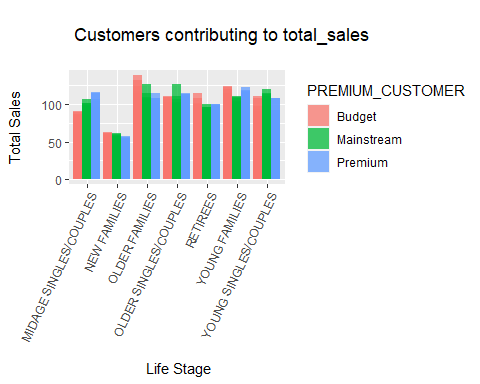 Customers contributing to total_sales
Total Sales
100
50
0
MIDAGE SINGLES/COUPLES
NEW FAMILIES
OLDER FAMILIES
OLDER SINGLES/COUPLES
RETIREES
YOUNG FAMILIES
YOUNG SINGLES/COUPLES
Life Stage
PREMIUM_CUSTOMER
Budget
Mainstream
Premium